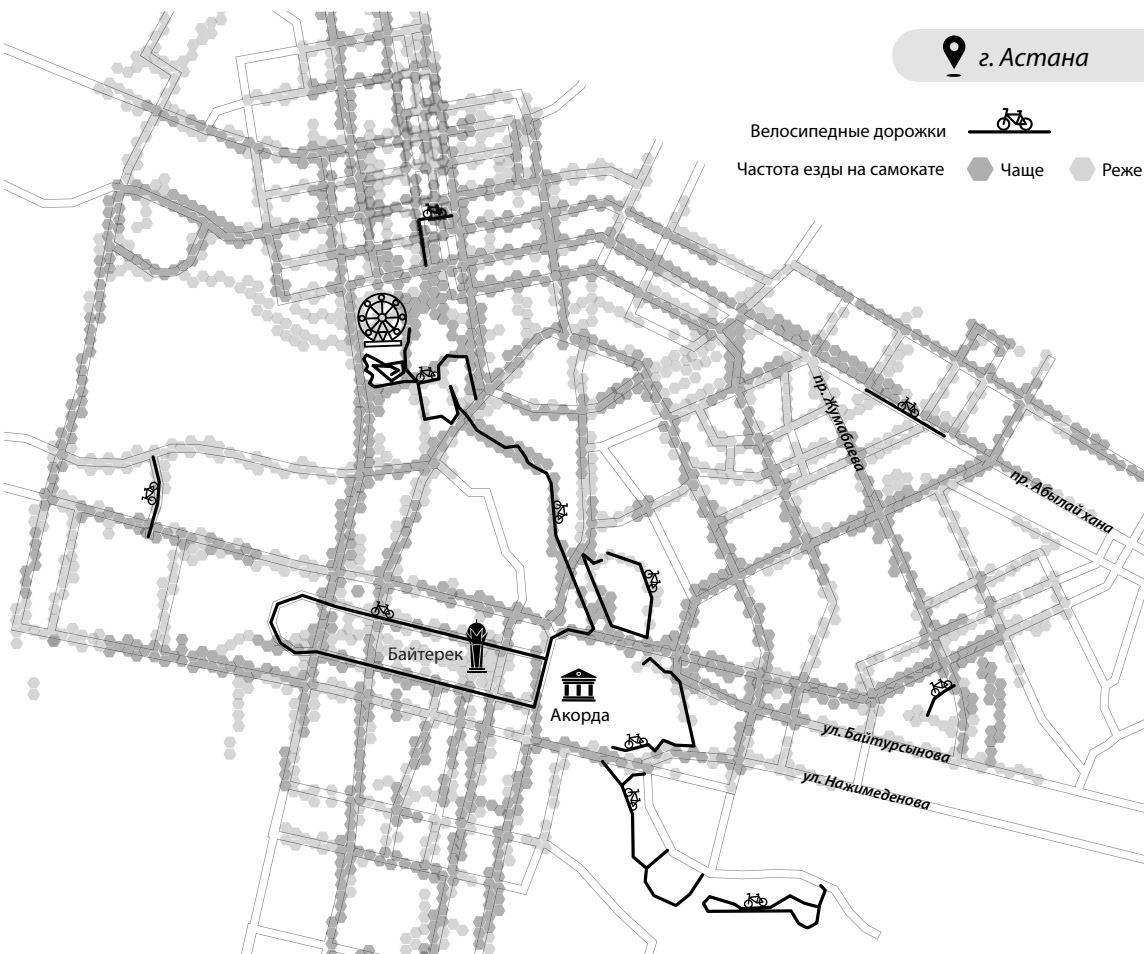 г. Астана
Велосипедные дорожки
Частота езды на самокате Чаще Реже
пр. Жумабаева
пр. Абылай хана
Байтерек
Акорда
ул. Байтурсынова
ул. Нажимеденова